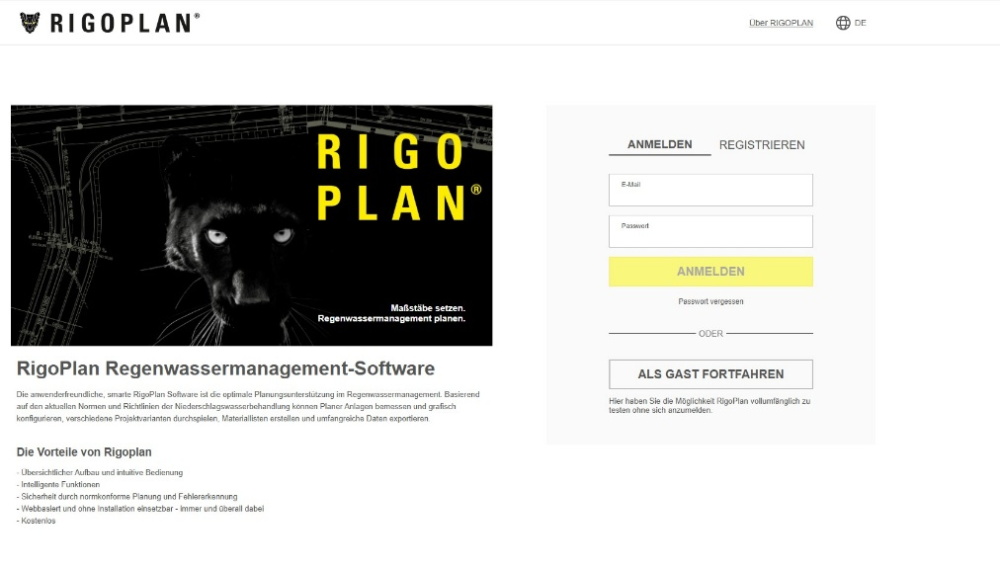 RIGOPLAN®
Über RIGOPLAN
DE
RIGO
PLAN®
Maßstäbe setzen.
Regenwassermanagement planen.
RigoPlan Regenwassermanagement-Software
Die anwenderfreundliche, smarte RigoPlan Software ist die optimale Planungsunterstützung im Regenwassermanagement. Basierend
auf den aktuellen Normen und Richtlinien der Niederschlagswasserbehandlung können Planer Anlagen bemessen und grafisch
konfigurieren, verschiedene Projektvarianten durchspielen, Materiallisten erstellen und umfangreiche Daten exportieren.
Die Vorteile von Rigoplan
- Übersichtlicher Aufbau und intuitive Bedienung
- Intelligente Funktionen
- Sicherheit durch normkonforme Planung und Fehlererkennung
- Webbasiert und ohne Installation einsetzbar - immer und überall dabei
- Kostenlos
ANMELDEN
REGISTRIEREN
E-Mail
Passwort
ANMELDEN
Passwort vergessen
ODER
ALS GAST FORTFAHREN
Hier haben Sie die Möglichkeit RigoPlan vollumfänglich zu
testen ohne sich anzumelden.